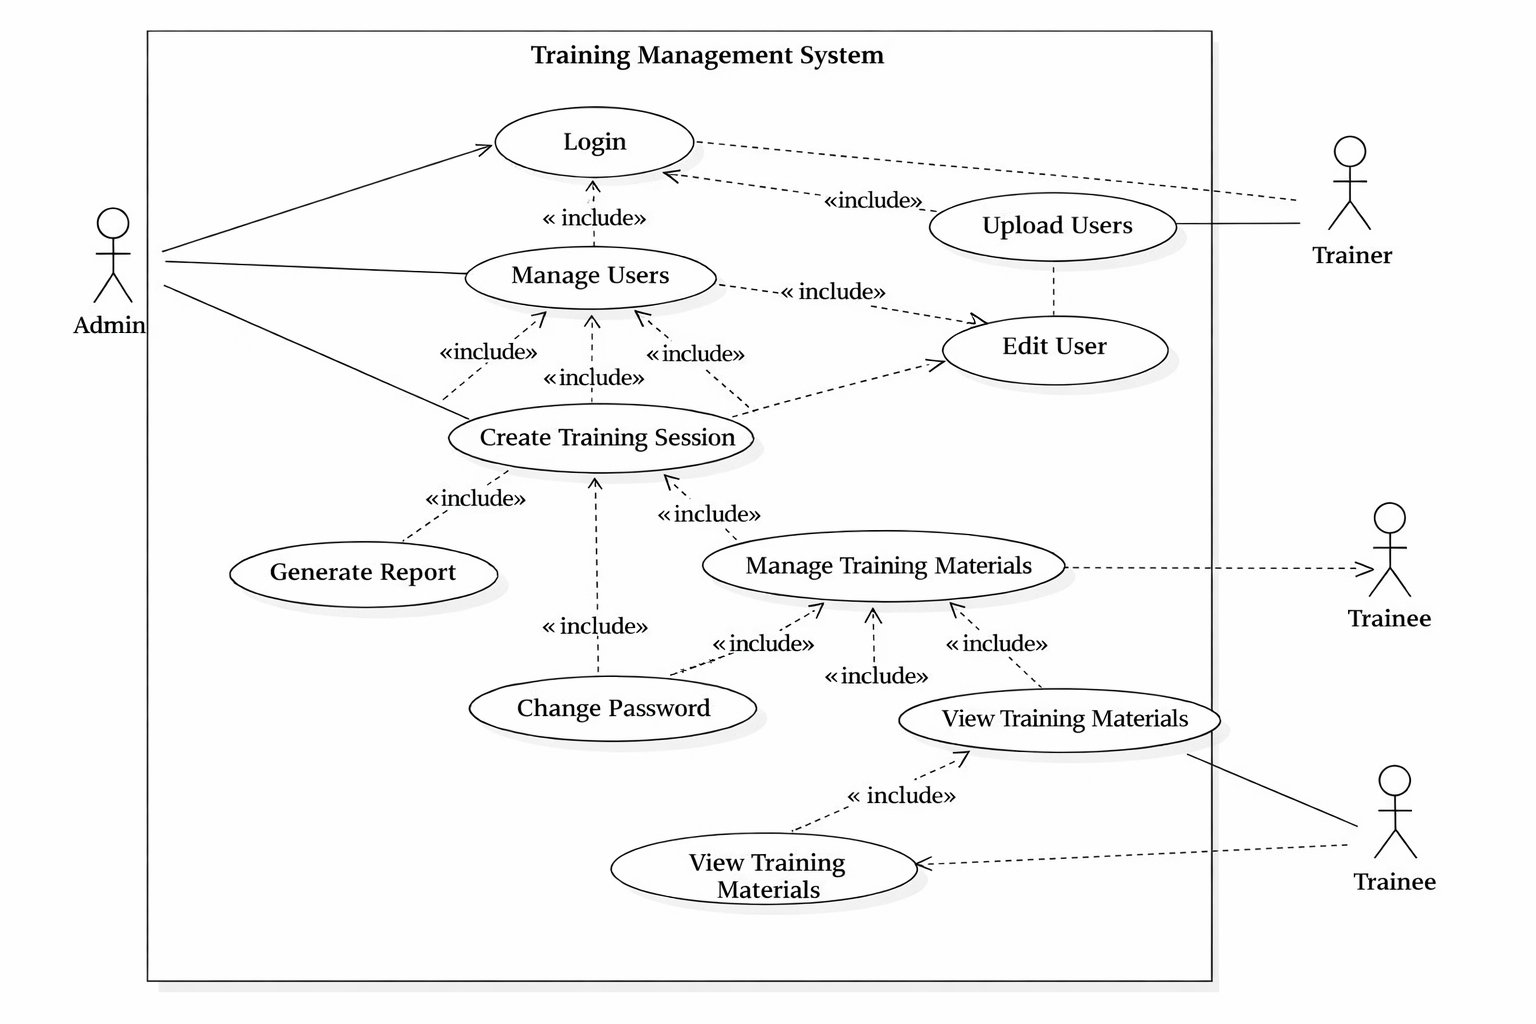 Training Management System
Login
«include»
Upload Users
« include»
Trainer
Manage Users
« include»
Admin
Edit User
«include»
«include»
«include»
Create Training Session
«include»
«include»
Manage Training Materials
Generate Report
Trainee
« include»
«include»
«include»
«include»
Change Password
View Training Materials
« include»
View Training
Materials
Trainee